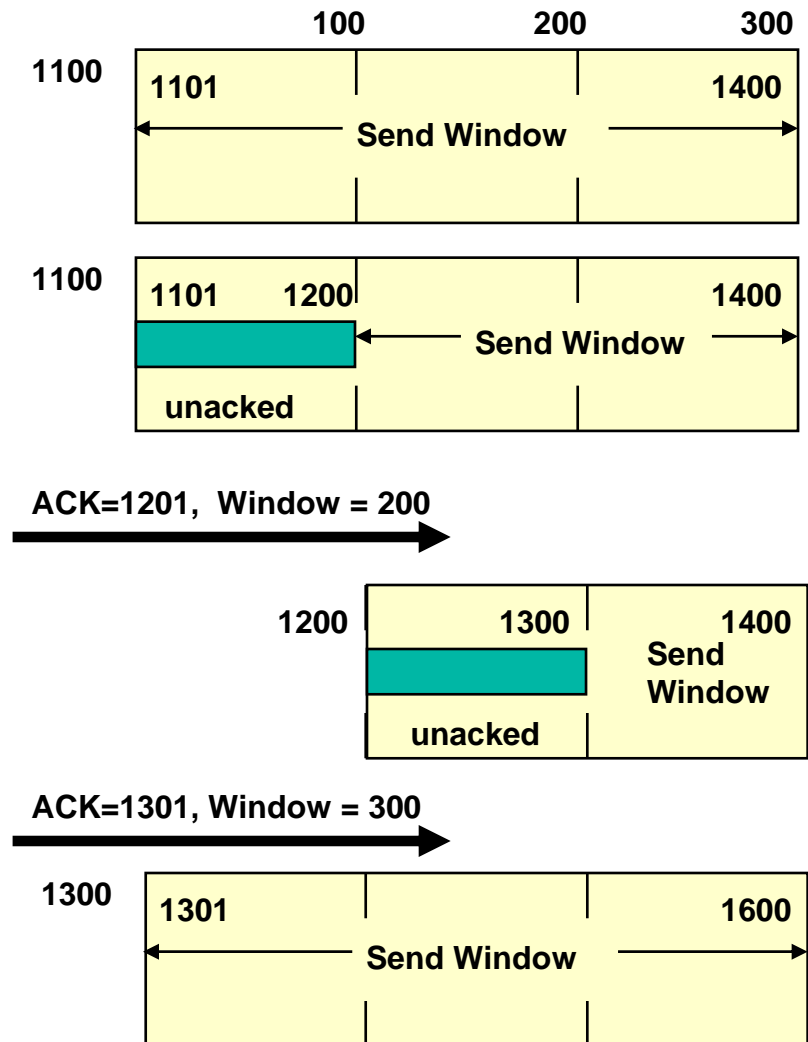 100 200 300
1100
1101 1400
Send Window
1100
1101 1200 1400
Send Window
unacked
ACK=1201, Window = 200
1200 1300 1400
Send
Window
unacked
ACK=1301, Window = 300
1300
1301 1600
Send Window